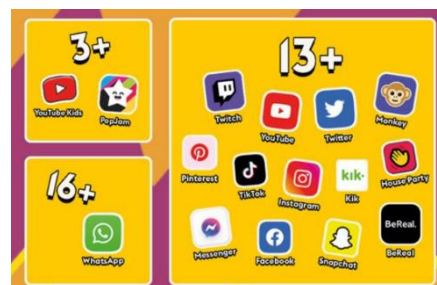 3+
YouTube Kids
PopJam
16+
WhatsApp
13+
Twitch
YouTube
Twitter
Monkey
Pinterest
TikTok
Instagram
kik•
Kik
House Party
Messenger
Facebook
Snapchat
BeReal.
BeReal